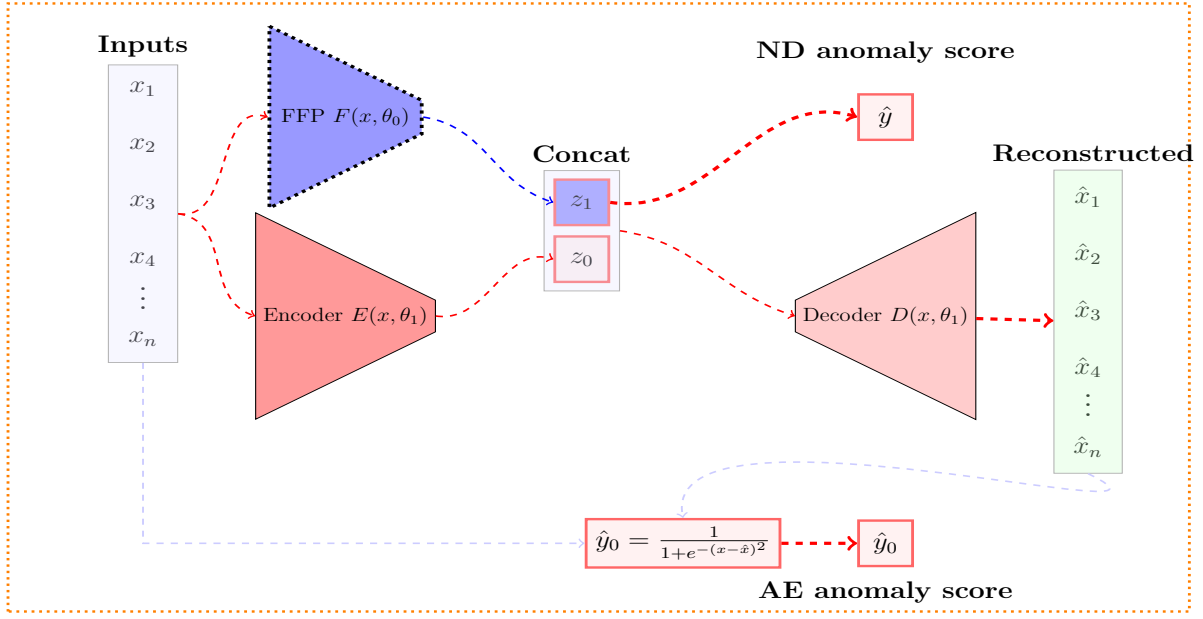 Inputs
x_1
x_2
x_3
x_4
⋮
x_n
FFP F(x, θ_0)
Encoder E(x, θ_1)
Concat
z_1
z_0
ND anomaly score
ŷ
Decoder D(x, θ_1)
Reconstructed
x̂_1
x̂_2
x̂_3
x̂_4
⋮
x̂_n
ŷ_0 = \frac{1}{1+e^{-(x-x̂)^2}}
ŷ_0
AE anomaly score